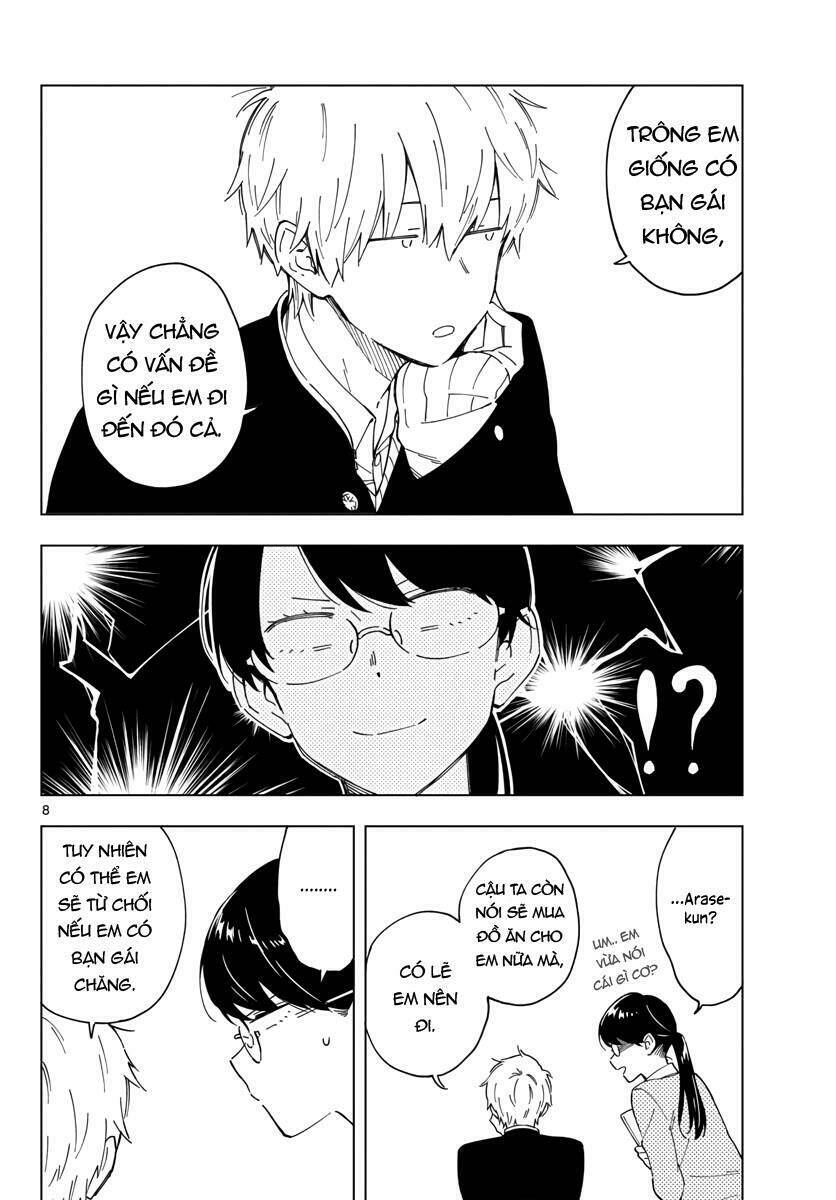 TRÔNG EM
GIỐNG CÓ
BẠN GÁI
KHÔNG,
VẬY CHẲNG
CÓ VẤN ĐỀ
GÌ NẾU EM ĐI
ĐẾN ĐÓ CẢ.
!?
8
...Arase-
kun?
UM.. EM
VỪA NÓI
CÁI GÌ CƠ?
CẬU TA CÒN
NÓI SẼ MUA
ĐỒ ĂN CHO
EM NỮA MÀ,
CÓ LẼ
EM NÊN
ĐI.
........
TUY NHIÊN
CÓ THỂ EM
SẼ TỪ CHỐI
NẾU EM CÓ
BẠN GÁI
CHĂNG.